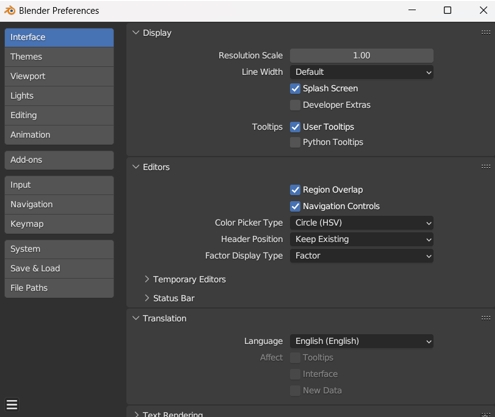 Blender Preferences
Interface
Themes
Viewport
Lights
Editing
Animation
Add-ons
Input
Navigation
Keymap
System
Save & Load
File Paths
Display
Resolution Scale 1.00
Line Width Default
Splash Screen
Developer Extras
Tooltips User Tooltips
Python Tooltips
Editors
Region Overlap
Navigation Controls
Color Picker Type Circle (HSV)
Header Position Keep Existing
Factor Display Type Factor
Temporary Editors
Status Bar
Translation
Language English (English)
Affect Tooltips
Interface
New Data
Text Rendering